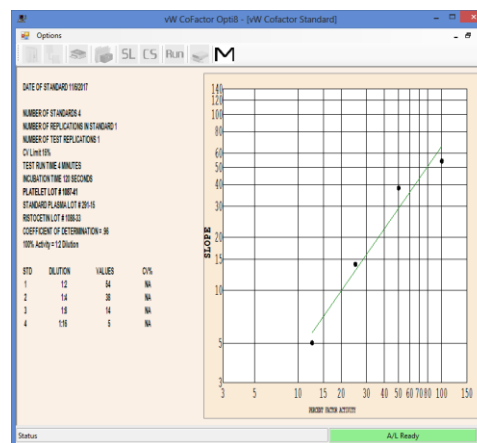 vW CoFactor Opti8 - [vW Cofactor Standard]
Options
SL CS Run M
DATE OF STANDARD 11/6/2017
NUMBER OF STANDARDS 4
NUMBER OF REPLICATIONS IN STANDARD 1
NUMBER OF TEST REPLICATIONS 1
CV Limit 15%
TEST RUN TIME 4 MINUTES
INCUBATION TIME 120 SECONDS
PLATELET LOT # 1097-41
STANDARD PLASMA LOT # 291-15
RISTOCETIN LOT # 1088-33
COEFFICIENT OF DETERMINATION = .96
100% Activity = 1:2 Dilution
STD DILUTION VALUES CV%
1 1:2 54 NA
2 1:4 38 NA
3 1:8 14 NA
4 1:16 5 NA
140
120
100
80
60
50
40
30
20
15
10
5
3
SLOPE
3 5 10 15 20 30 40 50 60 70 80 100 150
PERCENT FACTOR ACTIVITY
Status A/L Ready